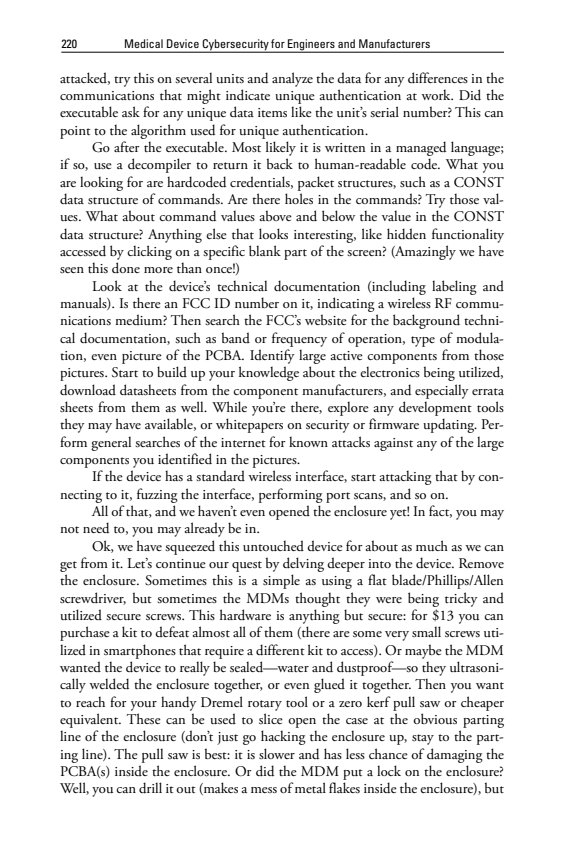 220 Medical Device Cybersecurity for Engineers and Manufacturers
attacked, try this on several units and analyze the data for any differences in the
communications that might indicate unique authentication at work. Did the
executable ask for any unique data items like the unit’s serial number? This can
point to the algorithm used for unique authentication.
Go after the executable. Most likely it is written in a managed language;
if so, use a decompiler to return it back to human-readable code. What you
are looking for are hardcoded credentials, packet structures, such as a CONST
data structure of commands. Are there holes in the commands? Try those val-
ues. What about command values above and below the value in the CONST
data structure? Anything else that looks interesting, like hidden functionality
accessed by clicking on a specific blank part of the screen? (Amazingly we have
seen this done more than once!)
Look at the device’s technical documentation (including labeling and
manuals). Is there an FCC ID number on it, indicating a wireless RF commu-
nications medium? Then search the FCC’s website for the background techni-
cal documentation, such as band or frequency of operation, type of modula-
tion, even picture of the PCBA. Identify large active components from those
pictures. Start to build up your knowledge about the electronics being utilized,
download datasheets from the component manufacturers, and especially errata
sheets from them as well. While you’re there, explore any development tools
they may have available, or whitepapers on security or firmware updating. Per-
form general searches of the internet for known attacks against any of the large
components you identified in the pictures.
If the device has a standard wireless interface, start attacking that by con-
necting to it, fuzzing the interface, performing port scans, and so on.
All of that, and we haven’t even opened the enclosure yet! In fact, you may
not need to, you may already be in.
Ok, we have squeezed this untouched device for about as much as we can
get from it. Let’s continue our quest by delving deeper into the device. Remove
the enclosure. Sometimes this is a simple as using a flat blade/Phillips/Allen
screwdriver, but sometimes the MDMs thought they were being tricky and
utilized secure screws. This hardware is anything but secure: for $13 you can
purchase a kit to defeat almost all of them (there are some very small screws uti-
lized in smartphones that require a different kit to access). Or maybe the MDM
wanted the device to really be sealed—water and dustproof—so they ultrasoni-
cally welded the enclosure together, or even glued it together. Then you want
to reach for your handy Dremel rotary tool or a zero kerf pull saw or cheaper
equivalent. These can be used to slice open the case at the obvious parting
line of the enclosure (don’t just go hacking the enclosure up, stay to the part-
ing line). The pull saw is best: it is slower and has less chance of damaging the
PCBA(s) inside the enclosure. Or did the MDM put a lock on the enclosure?
Well, you can drill it out (makes a mess of metal flakes inside the enclosure), but